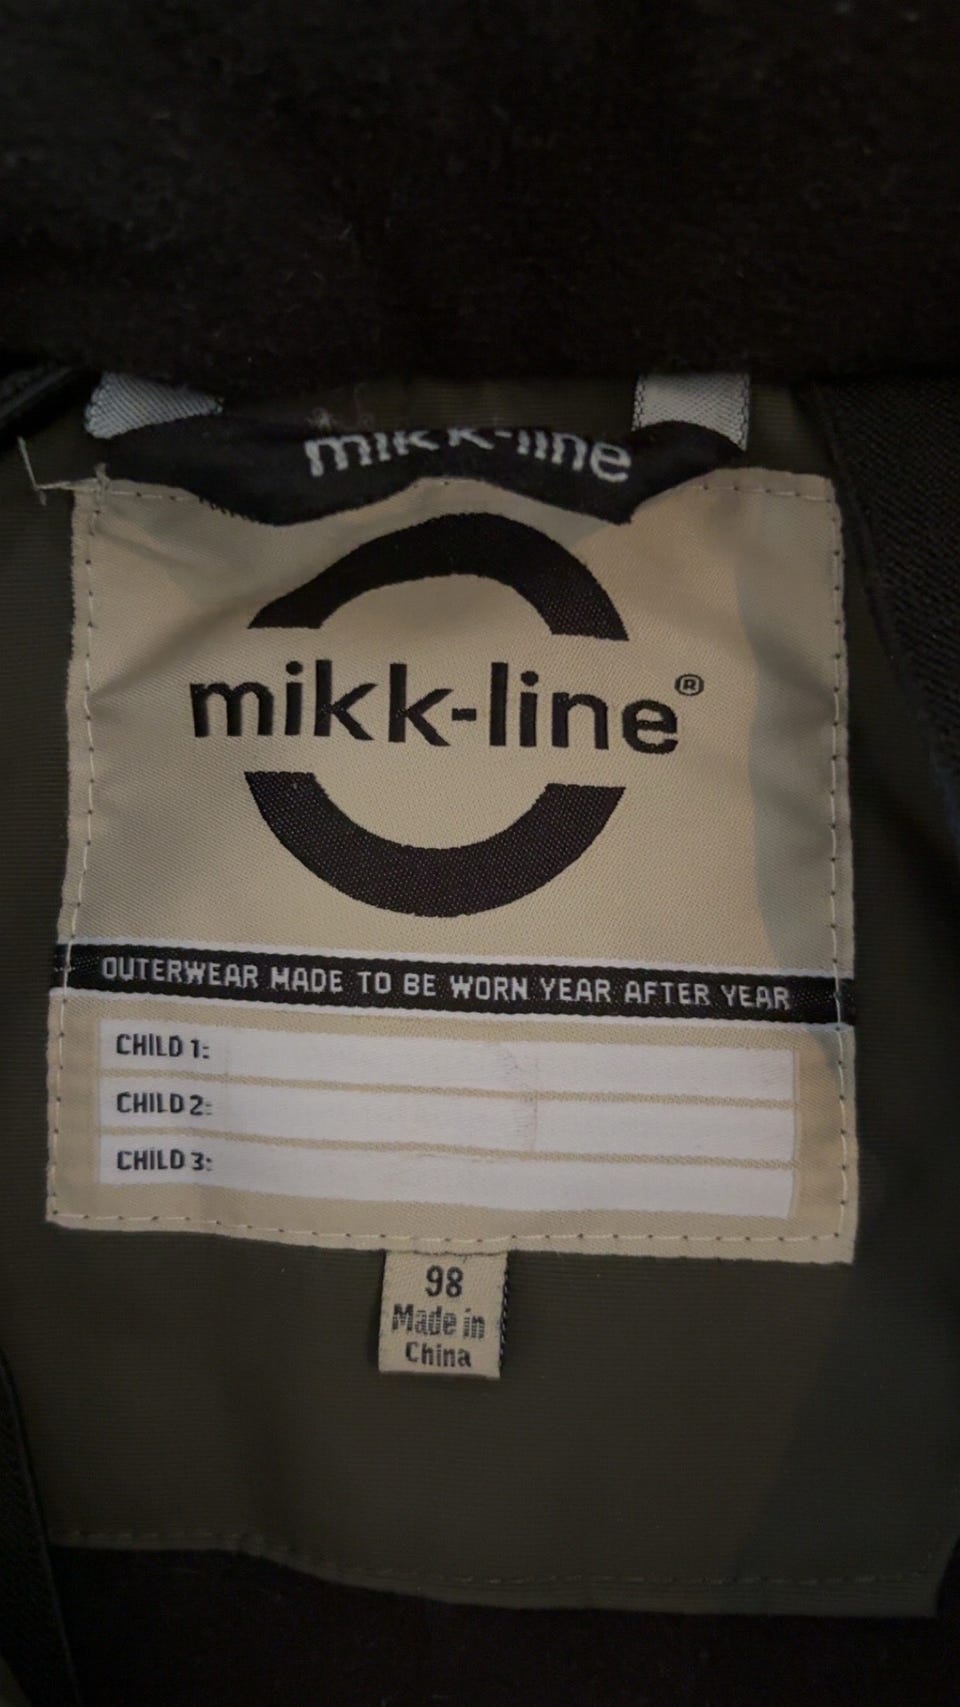 mikk-line
mikk-line®
OUTERWEAR MADE TO BE WORN YEAR AFTER YEAR
CHILD 1:
CHILD 2:
CHILD 3:
98
Made in
China